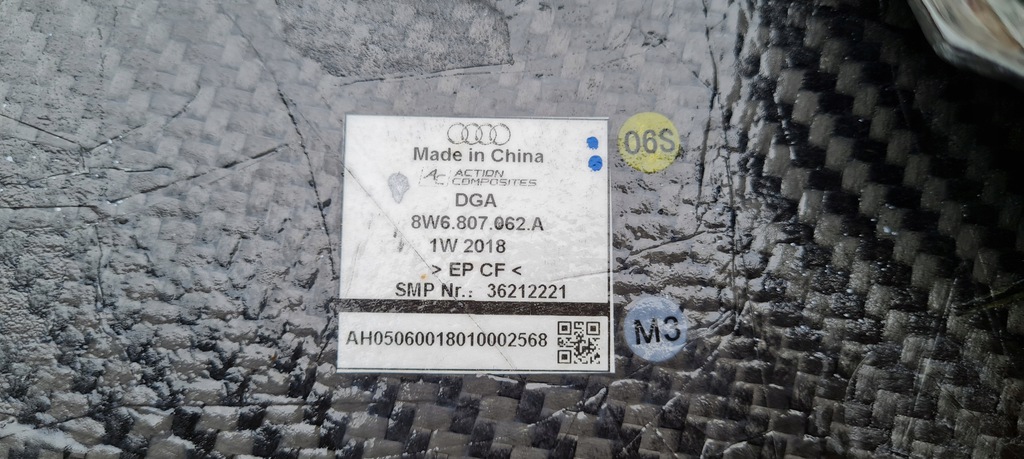 Made in China
AC ACTION
COMPOSITES
DGA
8W6.807.062.A
1W 2018
> EP CF <
SMP Nr.: 36212221
AH05060018010002568
06S
M3